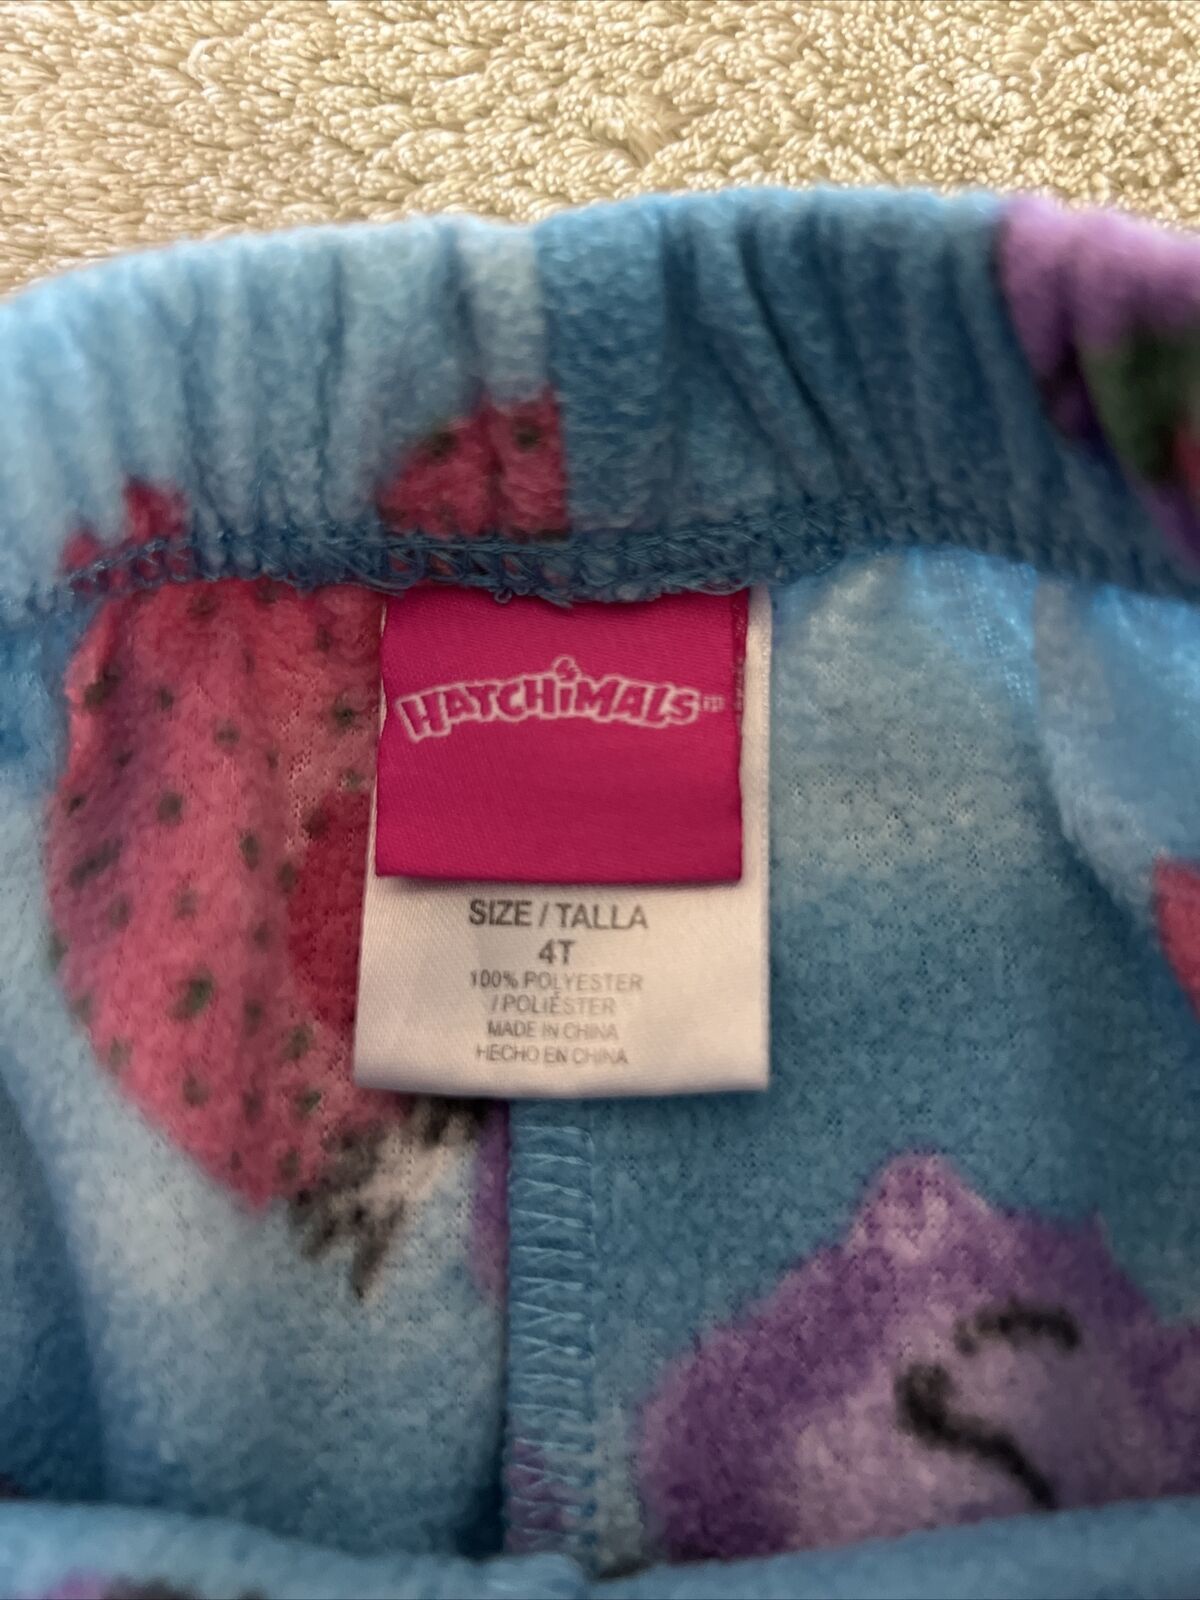 HATCHiMALS
SIZE / TALLA
4T
100% POLYESTER
/ POLIÉSTER
MADE IN CHINA
HECHO EN CHINA